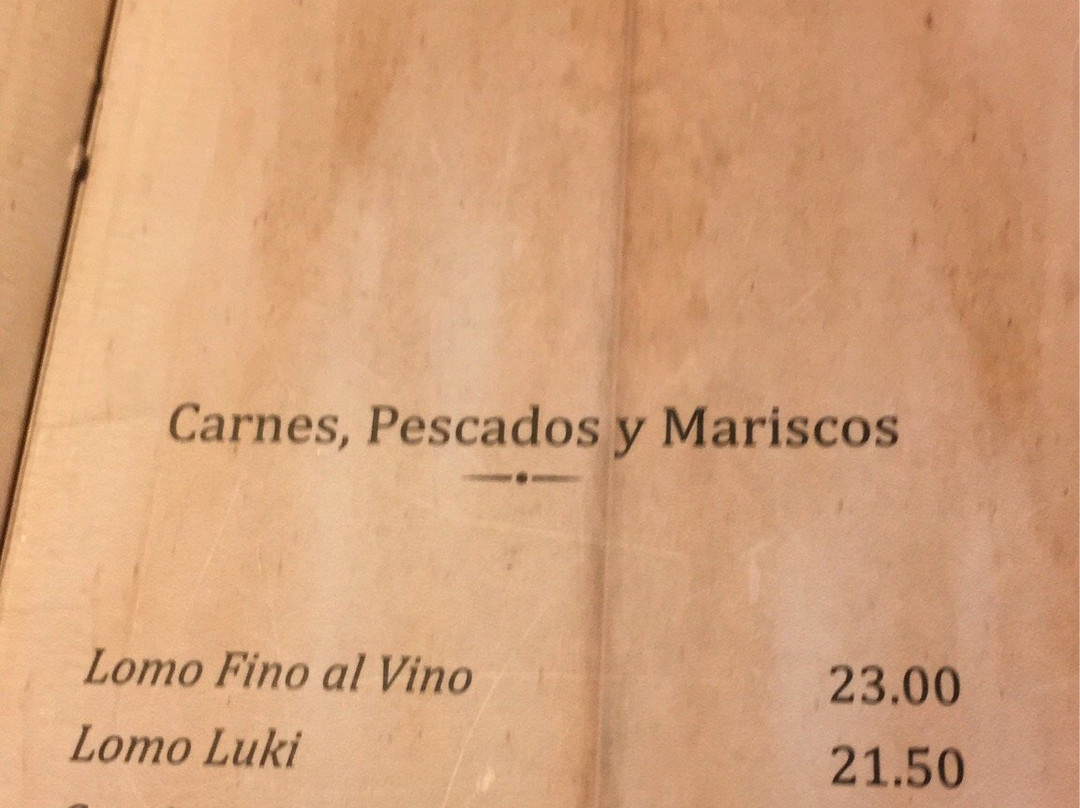 Carnes, Pescados y Mariscos
Lomo Fino al Vino 23.00
Lomo Luki 21.50